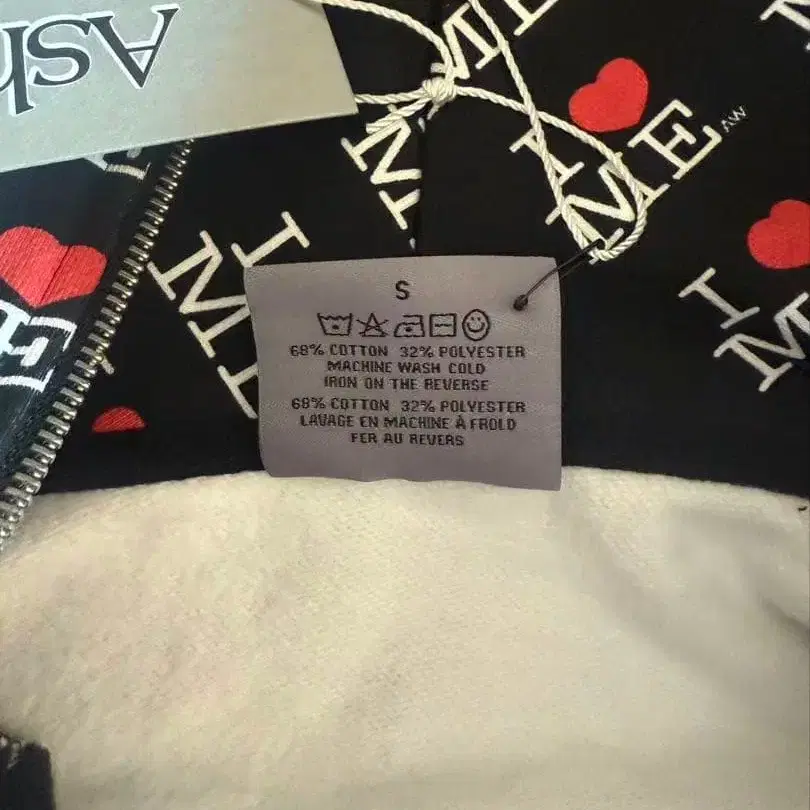 Ash
I ME
I ME AW
I ME
I M
E
S
68% COTTON 32% POLYESTER
MACHINE WASH COLD
IRON ON THE REVERSE
68% COTTON 32% POLYESTER
LAVAGE EN MACHINE À FROLD
FER AU REVERS